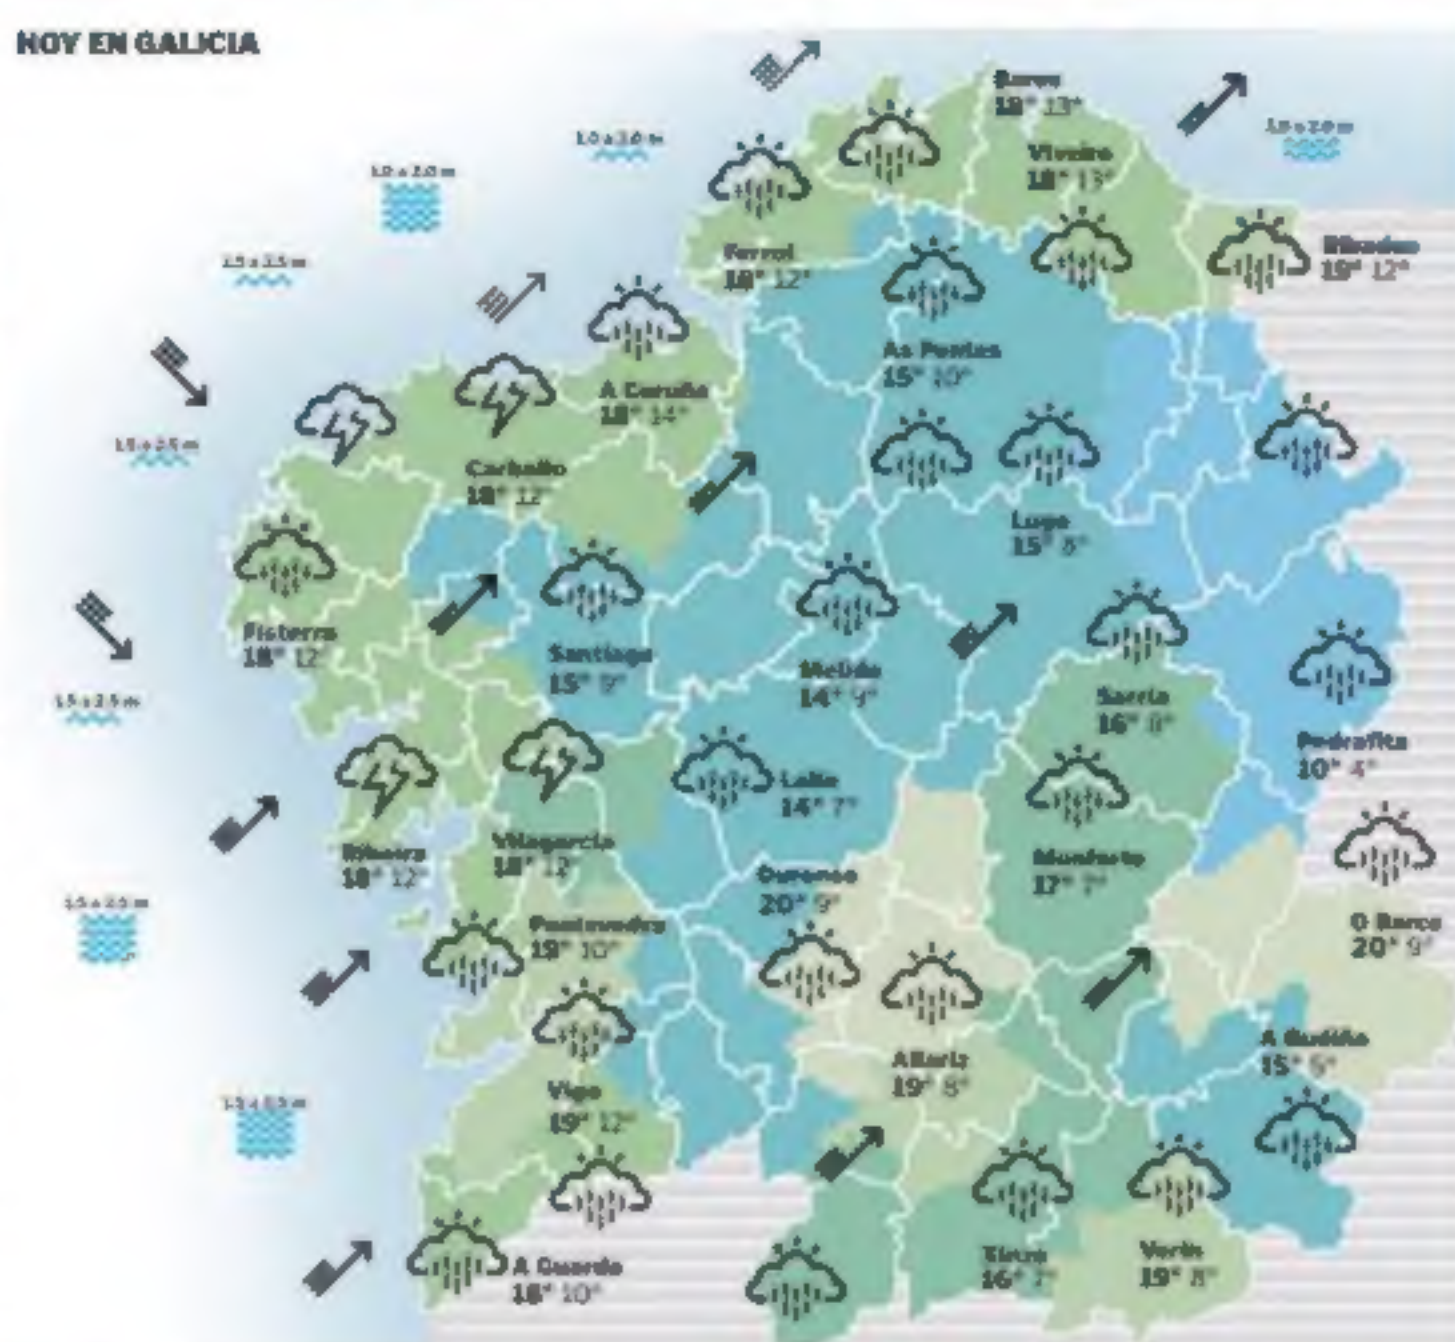 HOY EN GALICIA
Bares
18° 13°
Viveiro
18° 13°
Ribadeo
19° 12°
Ferrol
18° 12°
As Pontes
15° 10°
A Coruña
18° 14°
Carballo
18° 12°
Lugo
15° 8°
Fisterra
18° 12°
Santiago
15° 9°
Melide
14° 9°
Sarria
16° 8°
Pedrafita
10° 4°
Lalín
14° 7°
Ribeira
18° 12°
Vilagarcía
18° 12°
Monforte
17° 7°
Ourense
20° 9°
Pontevedra
19° 10°
O Barco
20° 9°
Allariz
19° 8°
A Gudiña
15°
Vigo
19° 12°
A Guarda
18° 10°
Xinzo
16° 7°
Verín
19° 8°